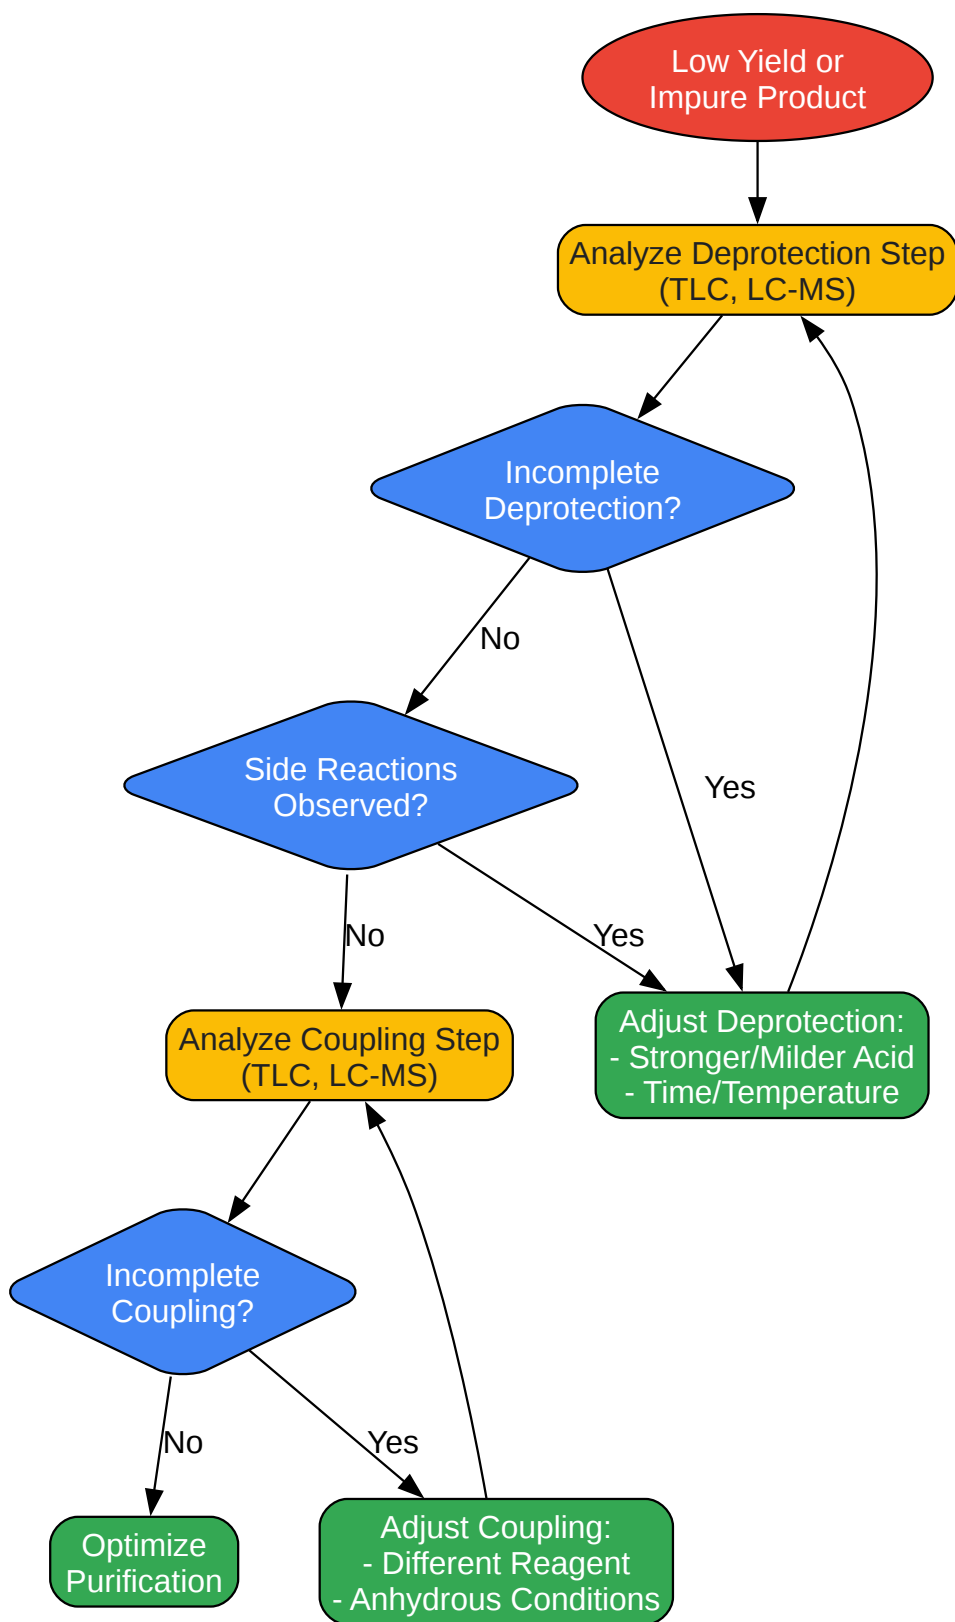 Low Yield or
Impure Product
Analyze Deprotection Step
(TLC, LC-MS)
Incomplete
Deprotection?
No
Side Reactions
Observed?
Yes
No
Yes
Analyze Coupling Step
(TLC, LC-MS)
Adjust Deprotection:
- Stronger/Milder Acid
- Time/Temperature
Incomplete
Coupling?
No
Yes
Optimize
Purification
Adjust Coupling:
- Different Reagent
- Anhydrous Conditions